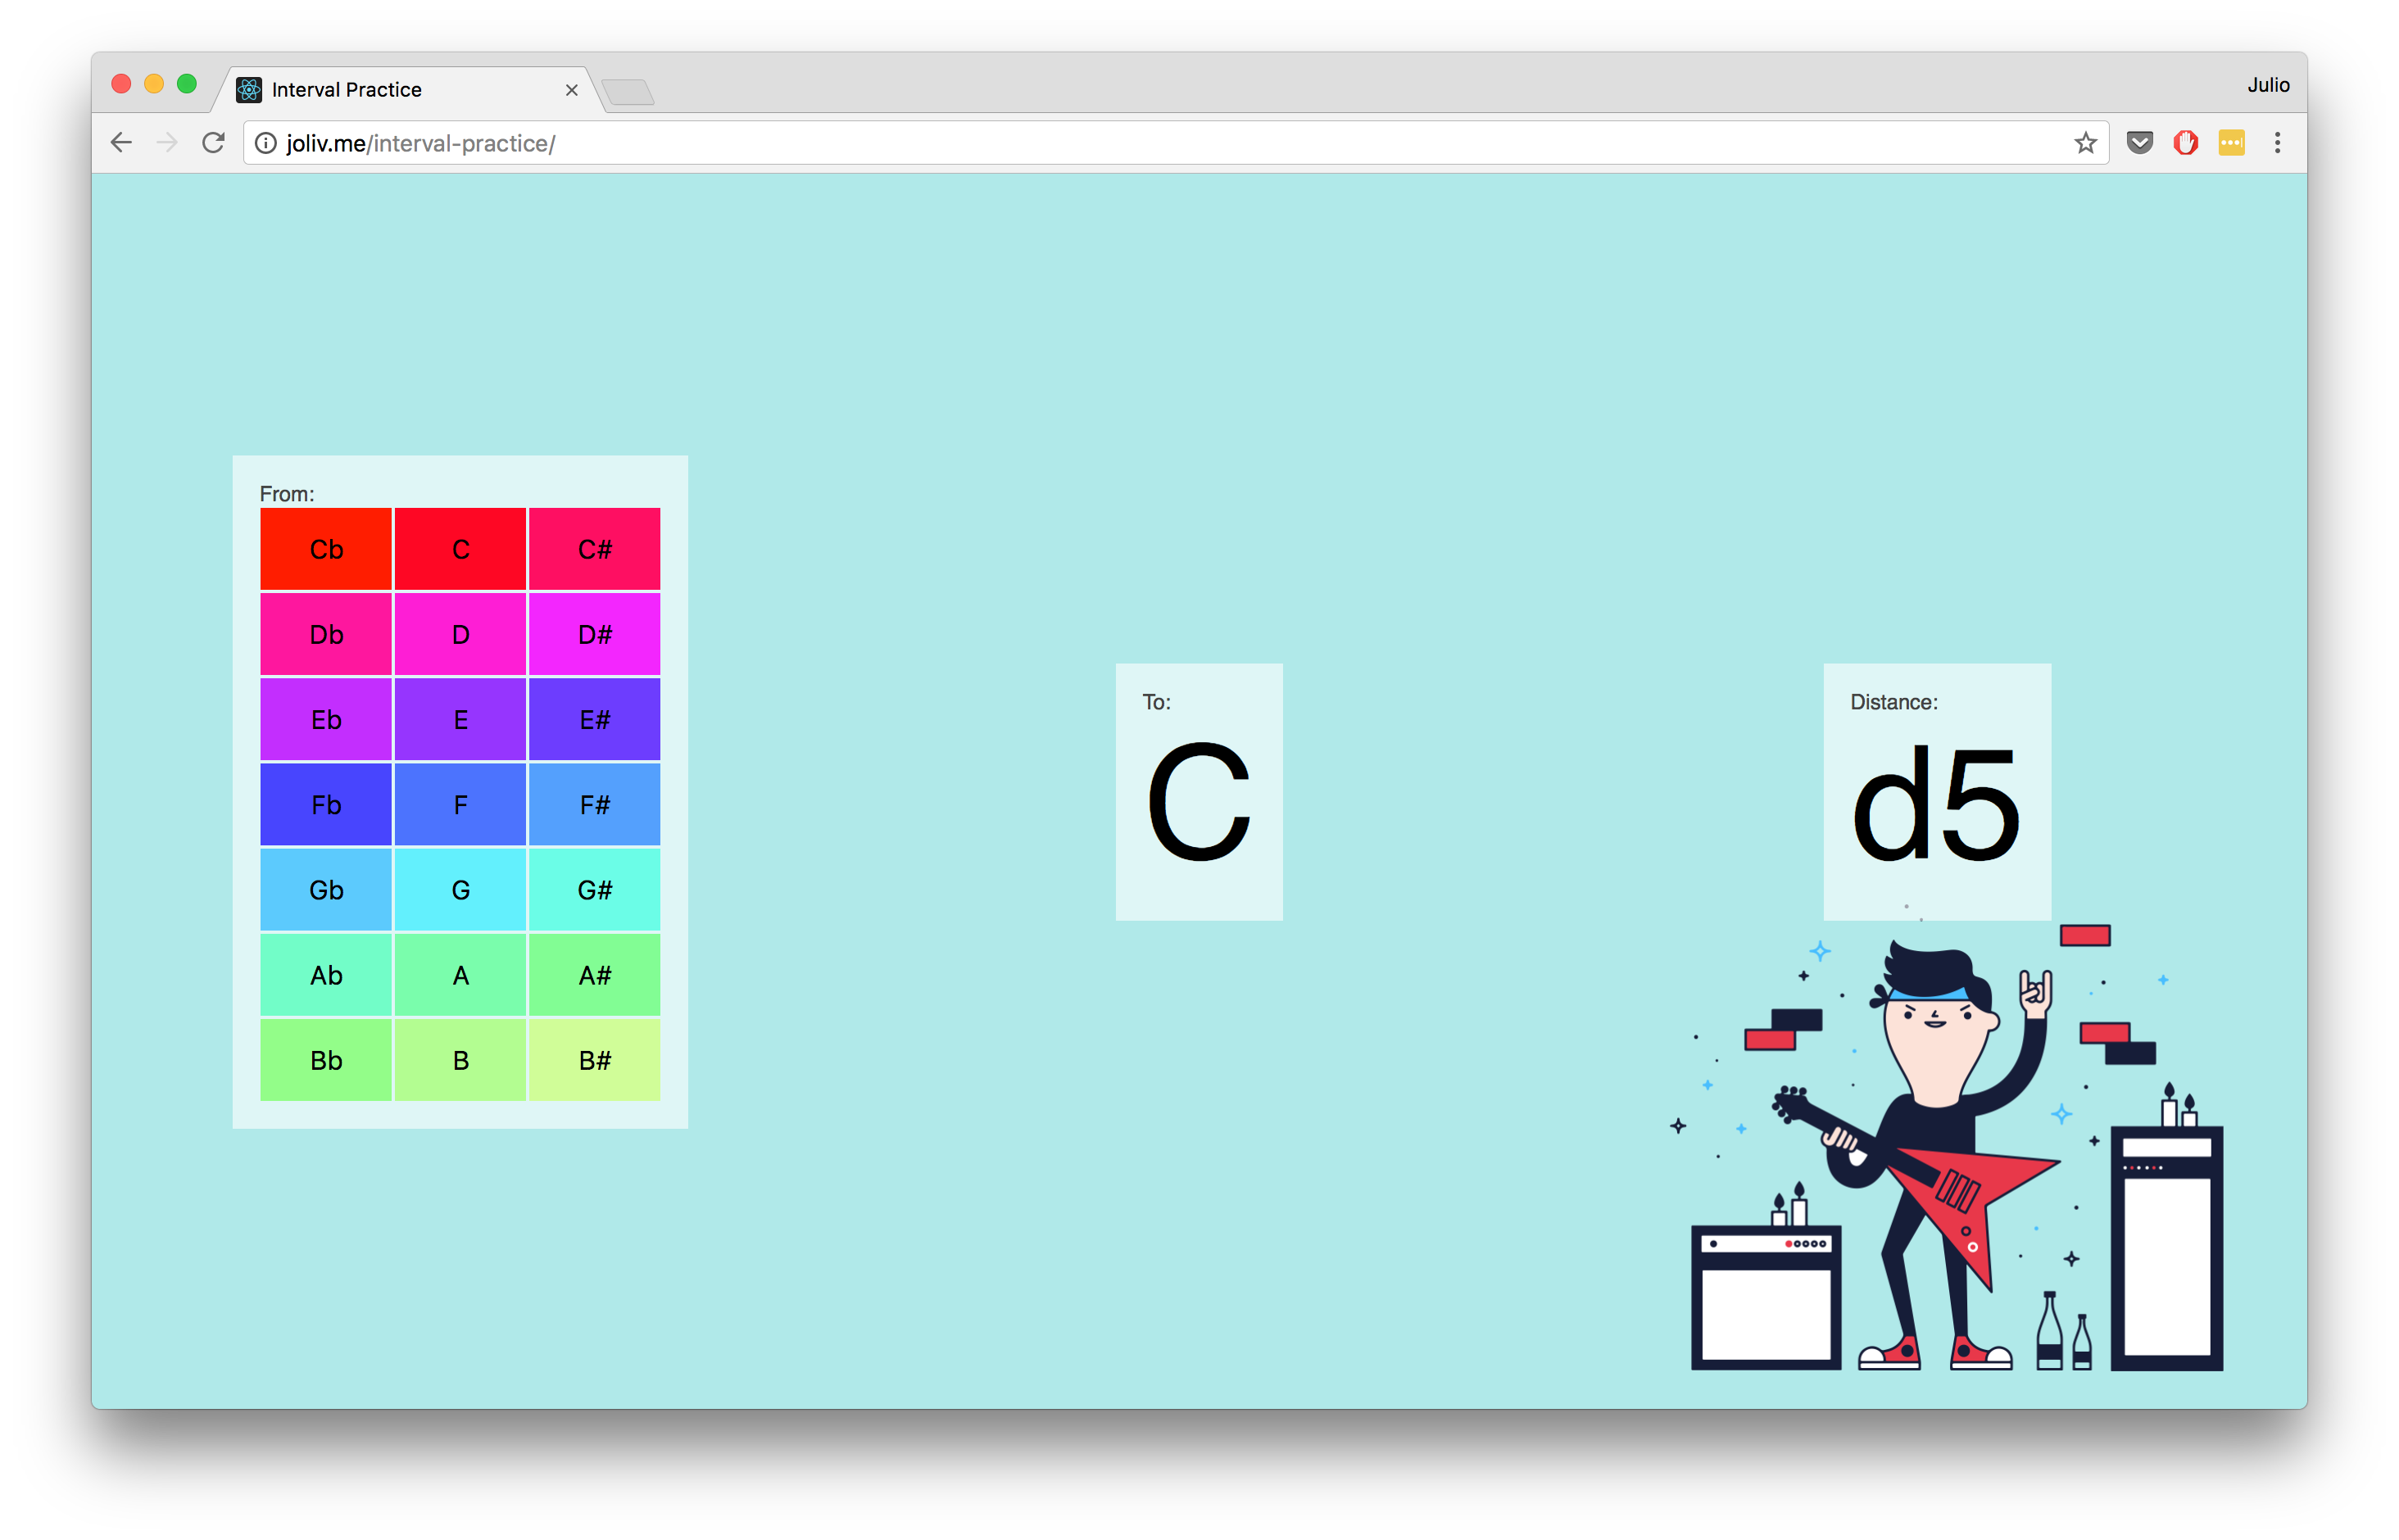 Interval Practice
Julio
joliv.me/interval-practice/
From:
Cb C C#
Db D D#
Eb E E#
Fb F F#
Gb G G#
Ab A A#
Bb B B#
To:
C
Distance:
d5